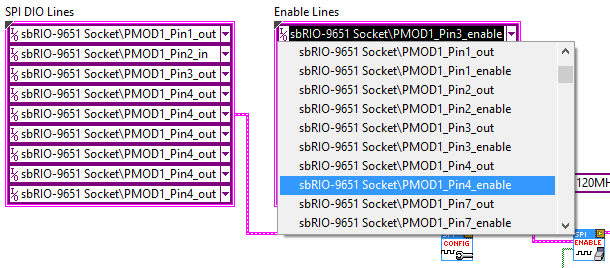 SPI DIO Lines
sbRIO-9651 Socket\PMOD1_Pin1_out
sbRIO-9651 Socket\PMOD1_Pin2_in
sbRIO-9651 Socket\PMOD1_Pin3_out
sbRIO-9651 Socket\PMOD1_Pin4_out
sbRIO-9651 Socket\PMOD1_Pin4_out
sbRIO-9651 Socket\PMOD1_Pin4_out
sbRIO-9651 Socket\PMOD1_Pin4_out
sbRIO-9651 Socket\PMOD1_Pin4_out
sbRIO-9651 Socket\PMOD1_Pin4_out
Enable Lines
sbRIO-9651 Socket\PMOD1_Pin3_enable
sbRIO-9651 Socket\PMOD1_Pin1_out
sbRIO-9651 Socket\PMOD1_Pin1_enable
sbRIO-9651 Socket\PMOD1_Pin2_out
sbRIO-9651 Socket\PMOD1_Pin2_enable
sbRIO-9651 Socket\PMOD1_Pin3_out
sbRIO-9651 Socket\PMOD1_Pin3_enable
sbRIO-9651 Socket\PMOD1_Pin4_out
sbRIO-9651 Socket\PMOD1_Pin4_enable
sbRIO-9651 Socket\PMOD1_Pin7_out
sbRIO-9651 Socket\PMOD1_Pin7_enable
120MH
CONFIG
SPI
ENABLE